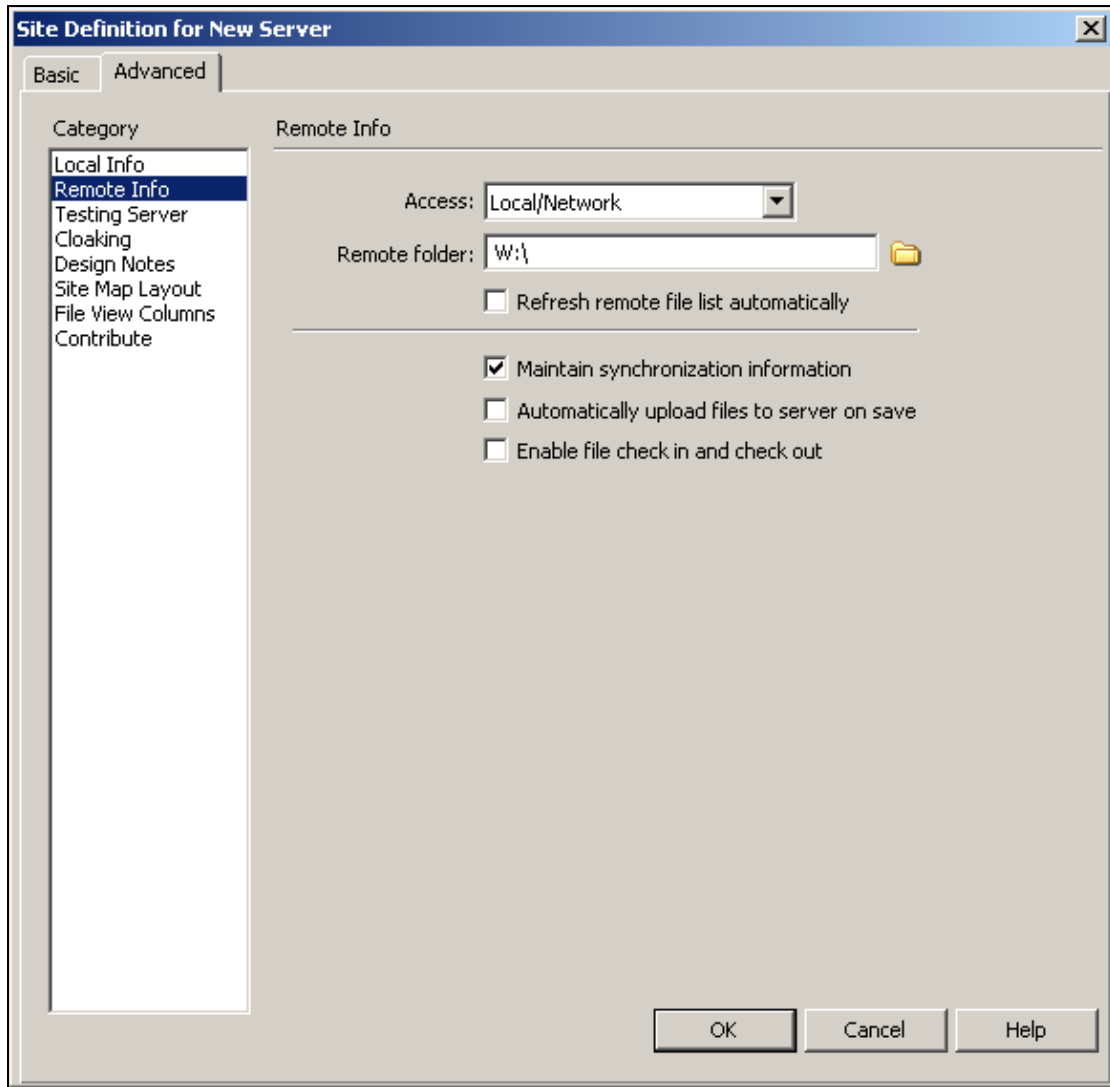 Site Definition for New Server
Basic
Advanced
Category
Remote Info
Local Info
Remote Info
Testing Server
Cloaking
Design Notes
Site Map Layout
File View Columns
Contribute
Access: Local/Network
Remote folder: W:\
Refresh remote file list automatically
Maintain synchronization information
Automatically upload files to server on save
Enable file check in and check out
OK
Cancel
Help